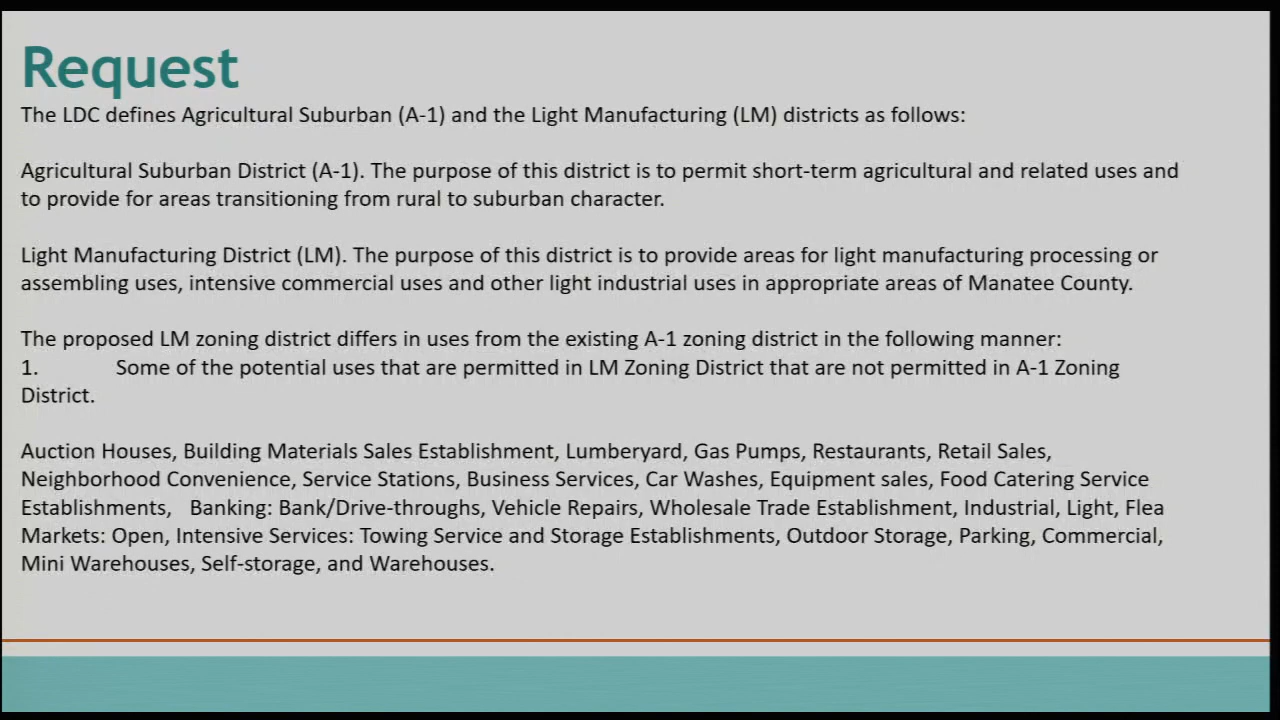 Request
The LDC defines Agricultural Suburban (A-1) and the Light Manufacturing (LM) districts as follows:
Agricultural Suburban District (A-1). The purpose of this district is to permit short-term agricultural and related uses and
to provide for areas transitioning from rural to suburban character.
Light Manufacturing District (LM). The purpose of this district is to provide areas for light manufacturing processing or
assembling uses, intensive commercial uses and other light industrial uses in appropriate areas of Manatee County.
The proposed LM zoning district differs in uses from the existing A-1 zoning district in the following manner:
1. Some of the potential uses that are permitted in LM Zoning District that are not permitted in A-1 Zoning
District.
Auction Houses, Building Materials Sales Establishment, Lumberyard, Gas Pumps, Restaurants, Retail Sales,
Neighborhood Convenience, Service Stations, Business Services, Car Washes, Equipment sales, Food Catering Service
Establishments, Banking: Bank/Drive-throughs, Vehicle Repairs, Wholesale Trade Establishment, Industrial, Light, Flea
Markets: Open, Intensive Services: Towing Service and Storage Establishments, Outdoor Storage, Parking, Commercial,
Mini Warehouses, Self-storage, and Warehouses.